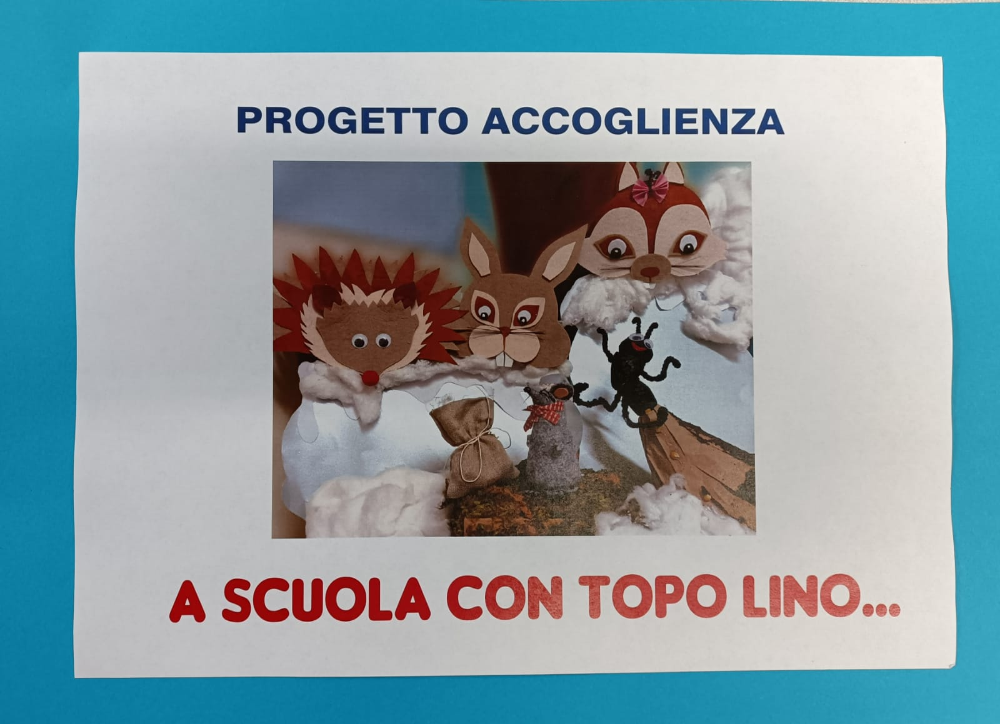 PROGETTO ACCOGLIENZA
A SCUOLA CON TOPO LINO...